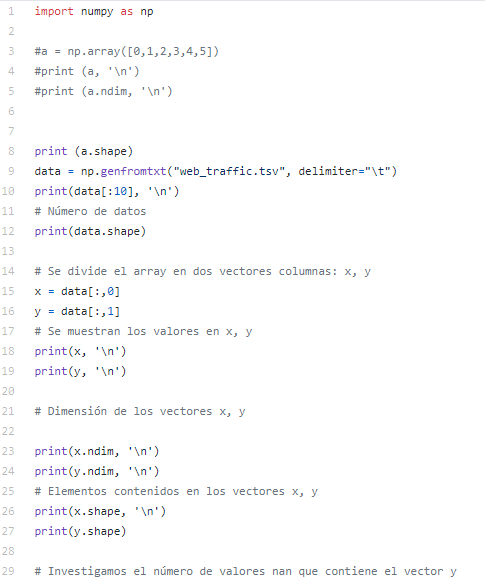 1 import numpy as np
2
3 #a = np.array([0,1,2,3,4,5])
4 #print (a, '\n')
5 #print (a.ndim, '\n')
6
7
8 print (a.shape)
9 data = np.genfromtxt("web_traffic.tsv", delimiter="\t")
10 print(data[:10], '\n')
11 # Número de datos
12 print(data.shape)
13
14 # Se divide el array en dos vectores columnas: x, y
15 x = data[:,0]
16 y = data[:,1]
17 # Se muestran los valores en x, y
18 print(x, '\n')
19 print(y, '\n')
20
21 # Dimensión de los vectores x, y
22
23 print(x.ndim, '\n')
24 print(y.ndim, '\n')
25 # Elementos contenidos en los vectores x, y
26 print(x.shape, '\n')
27 print(y.shape)
28
29 # Investigamos el número de valores nan que contiene el vector y